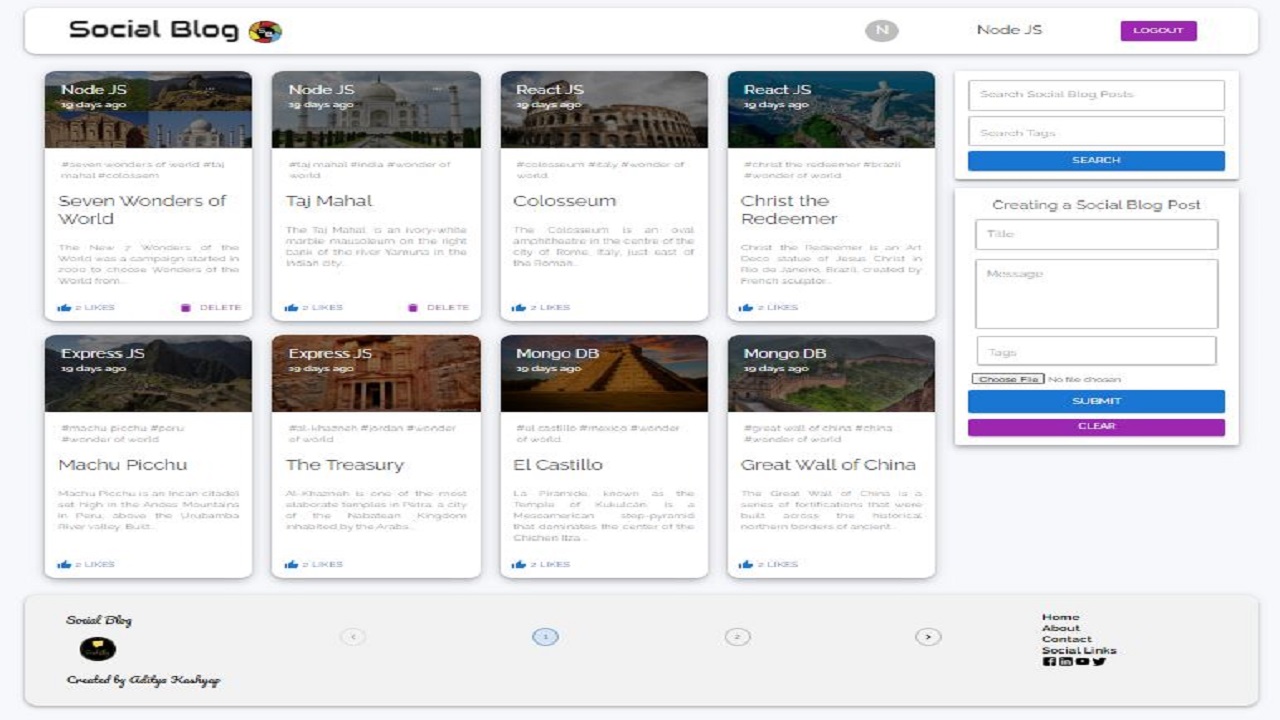 Social Blog
N
Node JS
LOGOUT
Node JS
19 days ago
#seven wonders of world #taj
mahal #colossem
Seven Wonders of
World
The New 7 Wonders of the
World was a campaign started in
2000 to choose Wonders of the
World from...
2 LIKES
DELETE
Node JS
19 days ago
#taj mahal #india #wonder of
world
Taj Mahal
The Taj Mahal, is an ivory-white
marble mausoleum on the right
bank of the river Yamuna in the
Indian city...
2 LIKES
DELETE
React JS
19 days ago
#colosseum #italy #wonder of
world
Colosseum
The Colosseum is an oval
amphitheatre in the centre of the
city of Rome, Italy, just east of
the Roman...
2 LIKES
React JS
19 days ago
#christ the redeemer #brazil
#wonder of world
Christ the
Redeemer
Christ the Redeemer is an Art
Deco statue of Jesus Christ in
Rio de Janeiro, Brazil, created by
French sculptor...
2 LIKES
Express JS
19 days ago
#machu picchu #peru
#wonder of world
Machu Picchu
Machu Picchu is an Incan citadel
set high in the Andes Mountains
in Peru, above the Urubamba
River valley. Built...
2 LIKES
Express JS
19 days ago
#al-khazneh #jordan #wonder
of world
The Treasury
Al-Khazneh is one of the most
elaborate temples in Petra, a city
of the Nabatean Kingdom
inhabited by the Arabs...
2 LIKES
Mongo DB
19 days ago
#el castillo #mexico #wonder
of world
El Castillo
La Pirámide, known as the
Temple of Kukulcan, is a
Mesoamerican step-pyramid
that dominates the center of the
Chichen Itza...
2 LIKES
Mongo DB
19 days ago
#great wall of china #china
#wonder of world
Great Wall of China
The Great Wall of China is a
series of fortifications that were
built across the historical
northern borders of ancient...
2 LIKES
Search Social Blog Posts
Search Tags
SEARCH
Creating a Social Blog Post
Title
Message
Tags
Choose File No file chosen
SUBMIT
CLEAR
Social Blog
Created by Aditya Kashyap
1
2
Home
About
Contact
Social Links